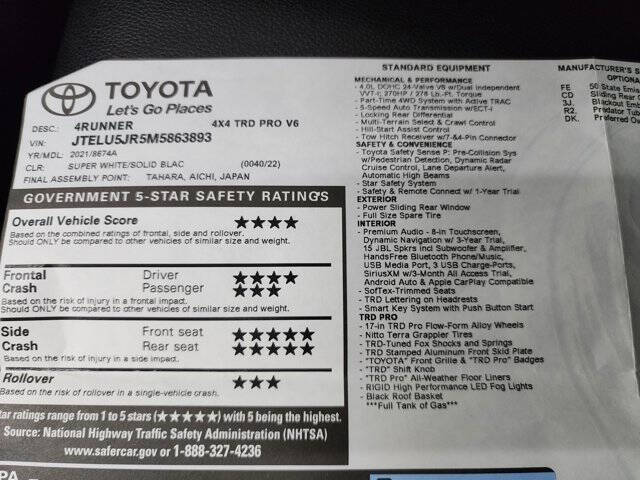 TOYOTA
Let's Go Places
DESC: 4RUNNER 4X4 TRD PRO V6
VIN: JTELU5JR5M5863893
YR/MDL: 2021/8674A
CLR: SUPER WHITE/SOLID BLAC (0040/22)
FINAL ASSEMBLY POINT: TAHARA, AICHI, JAPAN
GOVERNMENT 5-STAR SAFETY RATINGS
Overall Vehicle Score ★★★★
Based on the combined ratings of frontal, side and rollover.
Should ONLY be compared to other vehicles of similar size and weight.
Frontal Driver ★★★★
Crash Passenger ★★★
Based on the risk of injury in a frontal impact.
Should ONLY be compared to other vehicles of similar size and weight.
Side Front seat ★★★★★
Crash Rear seat ★★★★★
Based on the risk of injury in a side impact.
Rollover ★★★
Based on the risk of rollover in a single-vehicle crash.
tar ratings range from 1 to 5 stars (★★★★★) with 5 being the highest.
Source: National Highway Traffic Safety Administration (NHTSA)
www.safercar.gov or 1-888-327-4236
STANDARD EQUIPMENT
MECHANICAL & PERFORMANCE
- 4.0L DOHC 24-Valve V6 w/Dual Independent
VVT-i; 270HP / 278 Lb.-Ft. Torque
- Part-Time 4WD System with Active TRAC
- 5-Speed Auto Transmission w/ECT-i
- Locking Rear Differential
- Multi-Terrain Select & Crawl Control
- Hill-Start Assist Control
- Tow Hitch Receiver w/7-&4-Pin Connector
SAFETY & CONVENIENCE
- Toyota Safety Sense P: Pre-Collision Sys
w/Pedestrian Detection, Dynamic Radar
Cruise Control, Lane Departure Alert,
Automatic High Beams
- Star Safety System
- Safety & Remote Connect w/ 1-Year Trial
EXTERIOR
- Power Sliding Rear Window
- Full Size Spare Tire
INTERIOR
- Premium Audio - 8-in Touchscreen,
Dynamic Navigation w/ 3-Year Trial,
15 JBL Spkrs incl Subwoofer & Amplifier,
HandsFree Bluetooth Phone/Music,
USB Media Port, 3 USB Charge-Ports,
SiriusXM w/3-Month All Access Trial,
Android Auto & Apple CarPlay Compatible
- SofTex-Trimmed Seats
- TRD Lettering on Headrests
- Smart Key System with Push Button Start
TRD PRO
- 17-in TRD Pro Flow-Form Alloy Wheels
- Nitto Terra Grappler Tires
- TRD-Tuned Fox Shocks and Springs
- TRD Stamped Aluminum Front Skid Plate
- "TOYOTA" Front Grille & "TRD Pro" Badges
- "TRD" Shift Knob
- "TRD Pro" All-Weather Floor Liners
- RIGID High Performance LED Fog Lights
- Black Roof Basket
***Full Tank of Gas***
MANUFACTURER'S S
OPTIONA
FE 50 State Emis
CD Sliding Rear C
3J. Blackout Em
R2. Predator Tub
DK. Preferred Ow
PA